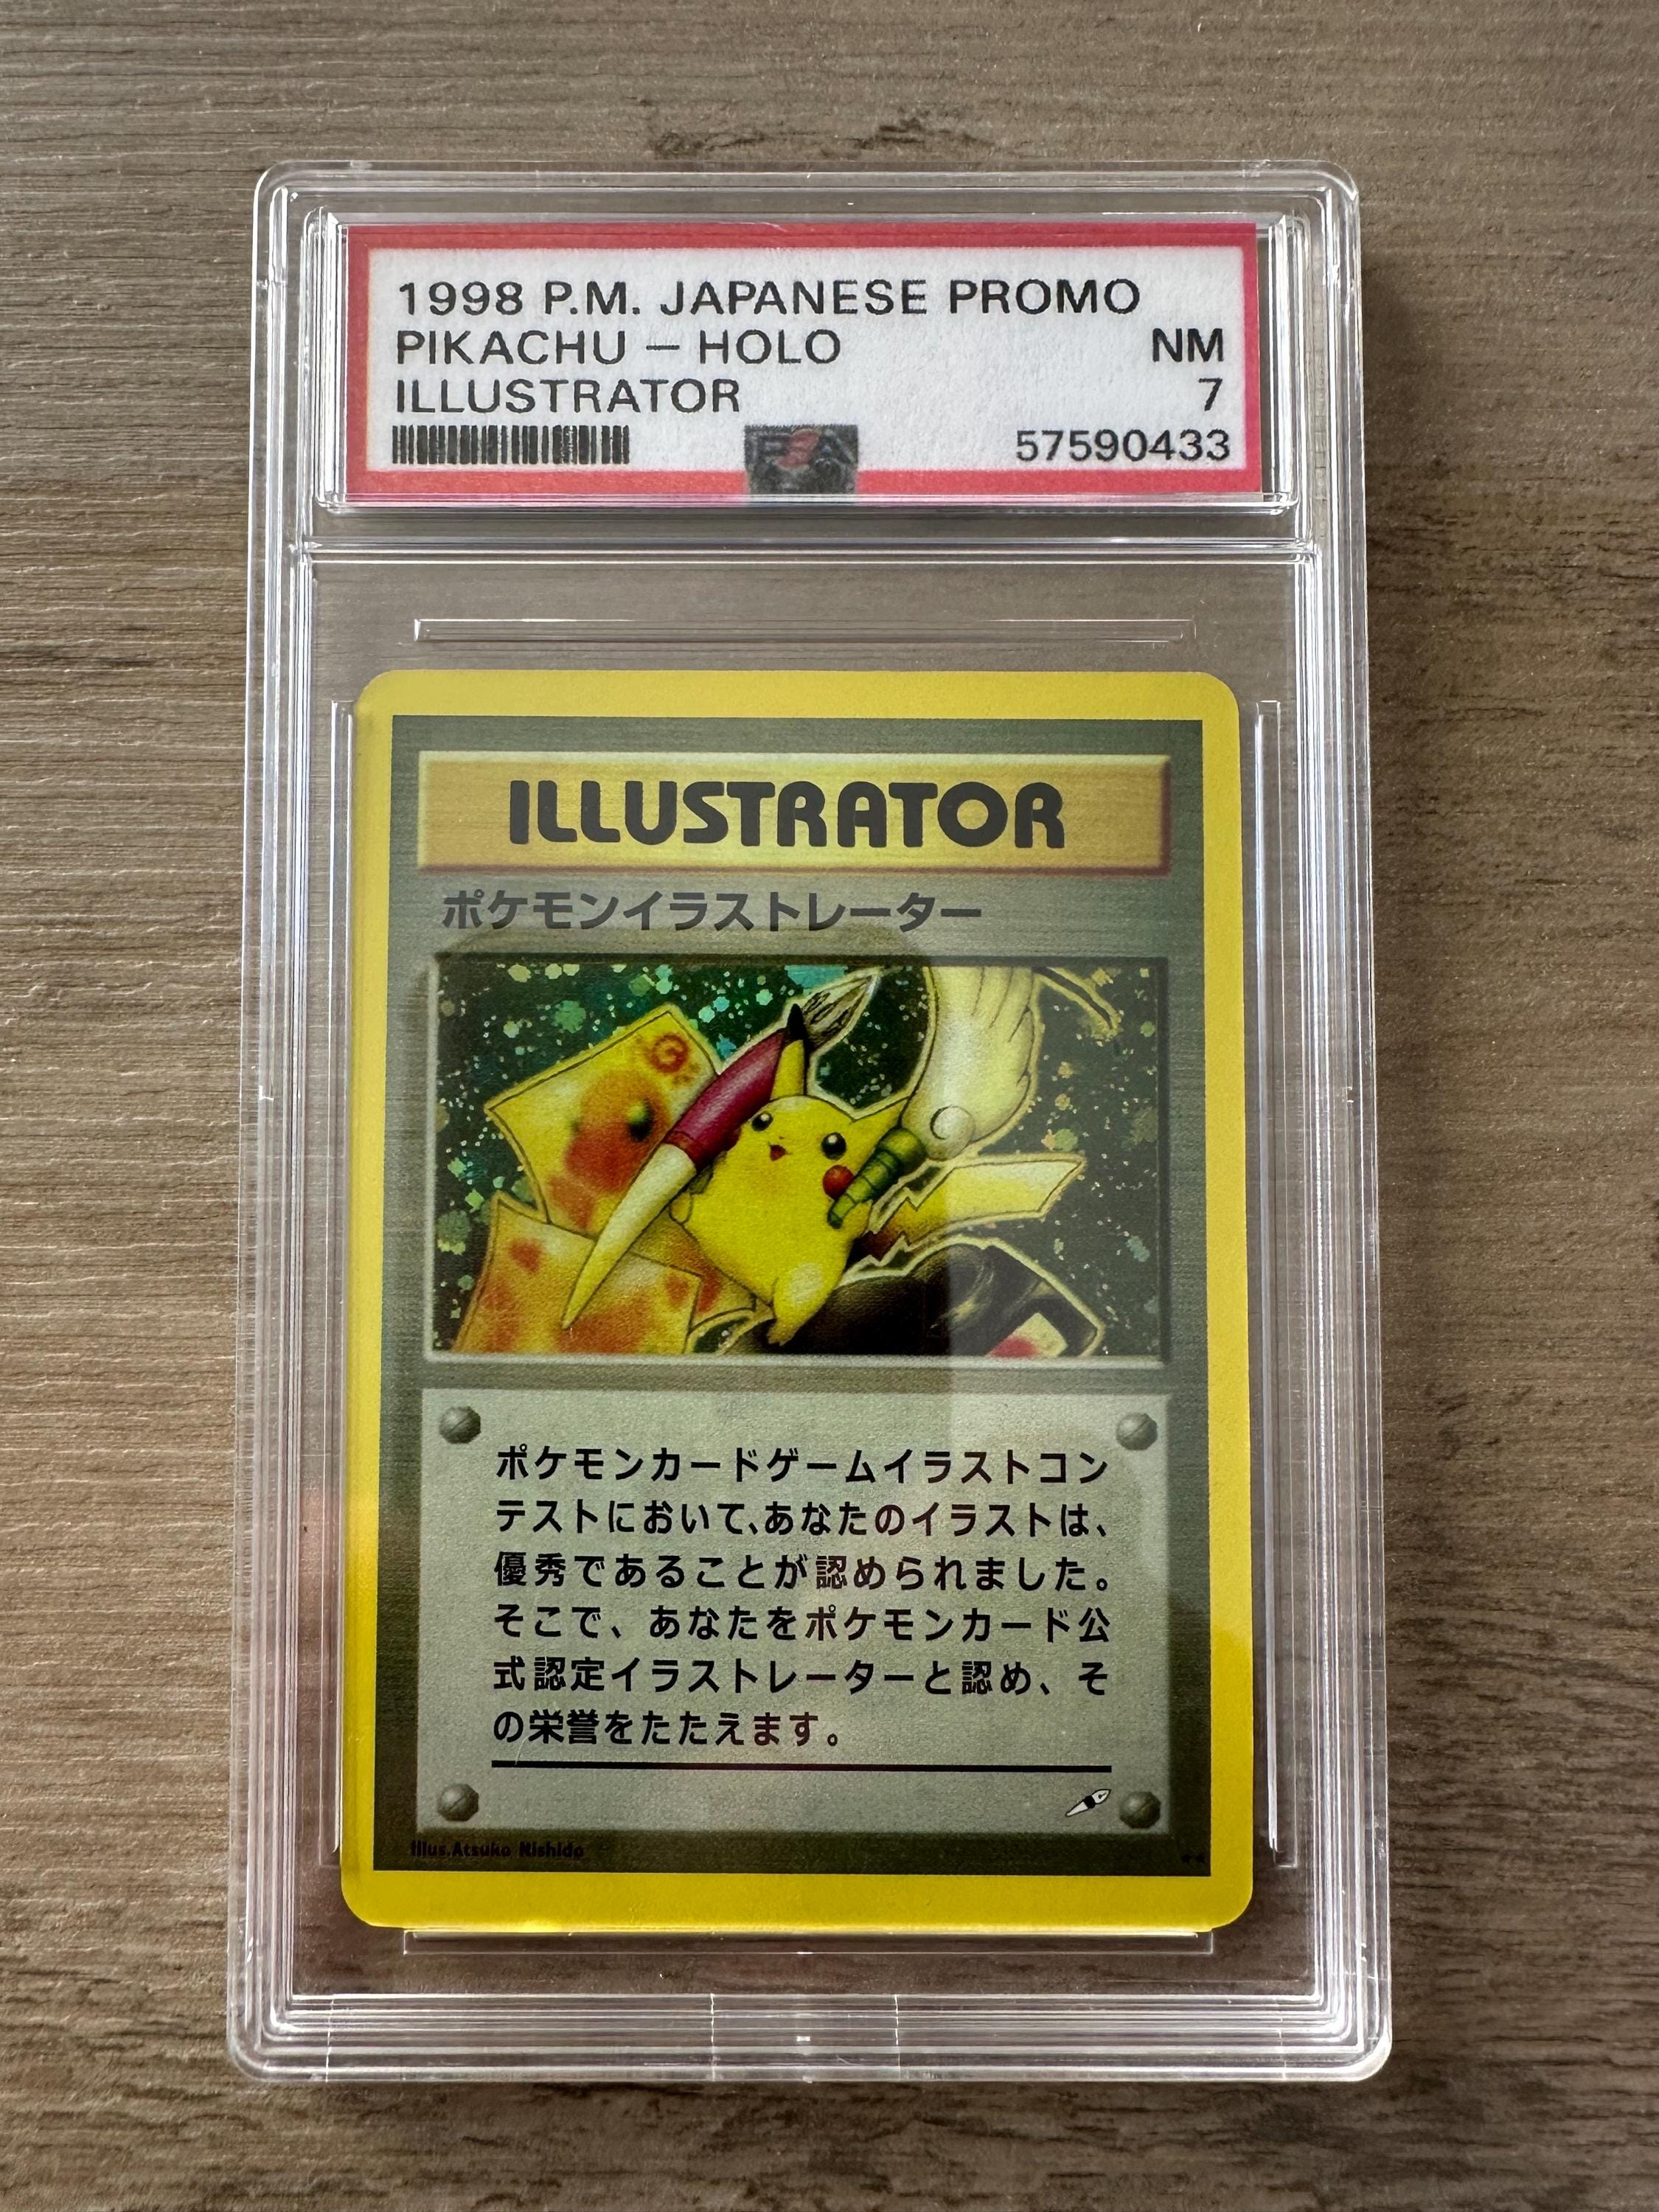 1998 P.M. JAPANESE PROMO
PIKACHU – HOLO NM
ILLUSTRATOR 7
PSA 57590433
ILLUSTRATOR
ポケモンイラストレーター
ポケモンカードゲームイラストコン
テストにおいて、あなたのイラストは、
優秀であることが認められました。
そこで、あなたをポケモンカード公
式認定イラストレーターと認め、そ
の栄誉をたたえます。
Illus.Atsuko Nishida